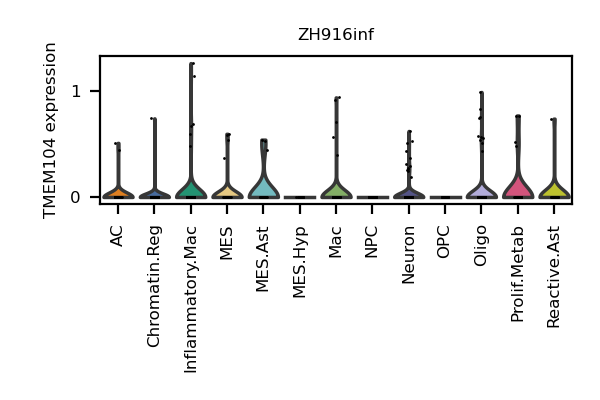 ZH916inf
TMEM104 expression
1
0
AC
Chromatin.Reg
Inflammatory.Mac
MES
MES.Ast
MES.Hyp
Mac
NPC
Neuron
OPC
Oligo
Prolif.Metab
Reactive.Ast